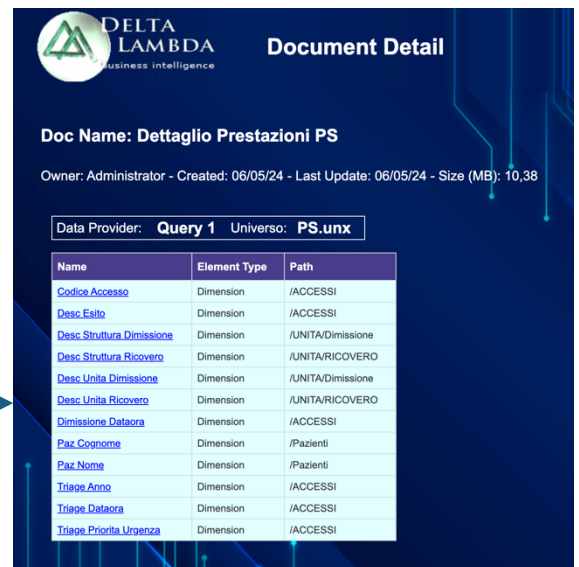 DELTA
LAMBDA
business intelligence
Document Detail
Doc Name: Dettaglio Prestazioni PS
Owner: Administrator - Created: 06/05/24 - Last Update: 06/05/24 - Size (MB): 10,38
Data Provider: Query 1 Universo: PS.unx
Name Element Type Path
Codice Accesso Dimension /ACCESSI
Desc Esito Dimension /ACCESSI
Desc Struttura Dimissione Dimension /UNITA/Dimissione
Desc Struttura Ricovero Dimension /UNITA/RICOVERO
Desc Unita Dimissione Dimension /UNITA/Dimissione
Desc Unita Ricovero Dimension /UNITA/RICOVERO
Dimissione Dataora Dimension /ACCESSI
Paz Cognome Dimension /Pazienti
Paz Nome Dimension /Pazienti
Triage Anno Dimension /ACCESSI
Triage Dataora Dimension /ACCESSI
Triage Priorita Urgenza Dimension /ACCESSI